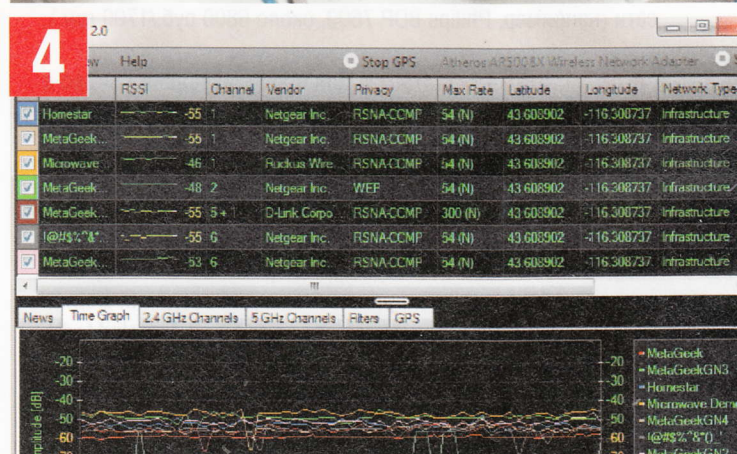 4
2.0
Help Stop GPS Atheros AR5008X Wireless Network Adapter
RSSI Channel Vendor Privacy Max Rate Latitude Longitude Network Type
Homestar -55 1 Netgear Inc. RSNA-CCMP 54 (N) 43.608902 -116.308737 Infrastructure
MetaGeek... -55 1 Netgear Inc. RSNA-CCMP 54 (N) 43.608902 -116.308737 Infrastructure
Microwave -46 1 Ruckus Wire RSNA-CCMP 54 (N) 43.608902 -116.308737 Infrastructure
MetaGeek... -48 2 Netgear Inc. WEP 54 (N) 43.608902 -116.308737 Infrastructure
MetaGeek... -55 5 + 1 D-Link Corpo RSNA-CCMP 300 (N) 43.608902 -116.308737 Infrastructure
!@#$%^&* -55 6 Netgear Inc. RSNA-CCMP 54 (N) 43.608902 -116.308737 Infrastructure
MetaGeek... -53 6 Netgear Inc. RSNA-CCMP 54 (N) 43.608902 -116.308737 Infrastructure
News Time Graph 2.4 GHz Channels 5 GHz Channels Filters GPS
-20 -20 MetaGeek
-30 -30 MetaGeekGN3
-40 -40 Homestar
-50 -50 Microwave Dem
60 60 MetaGeekGN4
!@#$%^&*()_
MetaGeekGN2